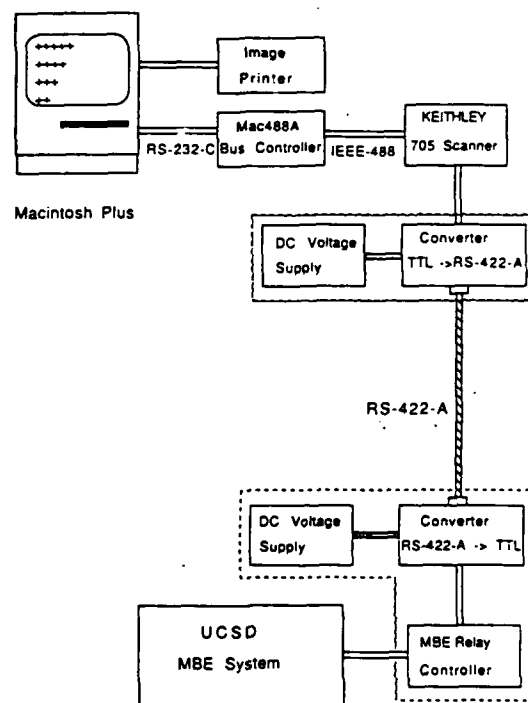 Image
Printer
Mac488A
Bus Controller
RS-232-C
IEEE-488
KEITHLEY
705 Scanner
Macintosh Plus
DC Voltage
Supply
Converter
TTL ->RS-422-A
RS-422-A
DC Voltage
Supply
Converter
RS-422-A -> TTL
UCSD
MBE System
MBE Relay
Controller